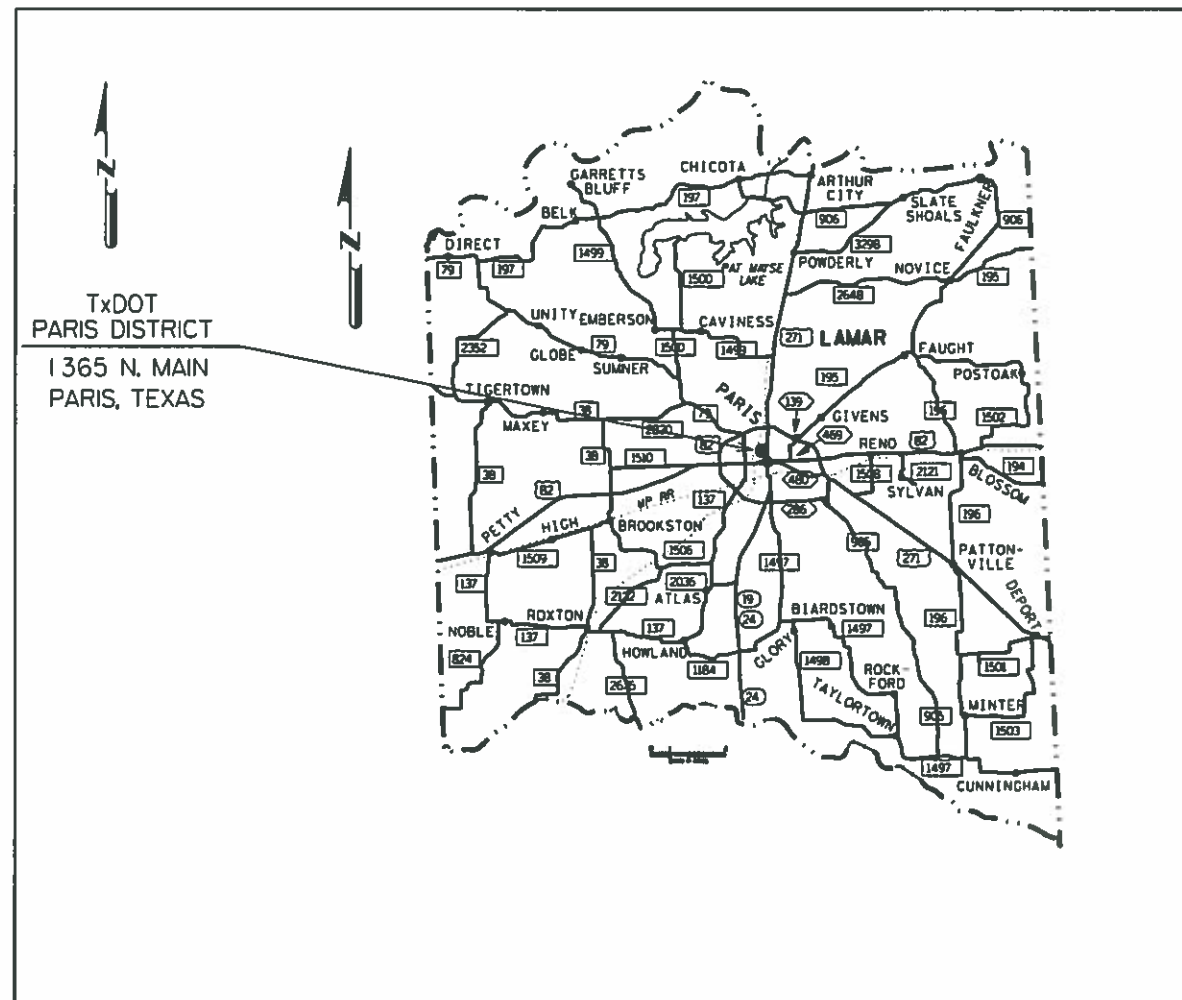 N
N
TxDOT
PARIS DISTRICT
1365 N. MAIN
PARIS, TEXAS
CHICOTA
GARRETTS
BLUFF
197
ARTHUR
CITY
SLATE
SHOALS
FAULKNER
906
906
BELK
DIRECT
79
197
1499
3298
POWDERLY
NOVICE
195
PAT MAYSE
LAKE
1500
2648
UNITY
EMBERSON
CAVINESS
271
LAMAR
2352
GLOBE
79
SUMNER
1500
1499
FAUGHT
POSTOAK
TIGERTOWN
PARIS
195
196
MAXEY
38
79
139
GIVENS
1502
2820
82
469
RENO
82
38
1510
1508
2121
194
SYLVAN
BLOSSOM
38
82
MP RR
137
480
286
196
PETTY
HIGH
BROOKSTON
986
271
PATTON-
VILLE
1509
38
1506
1497
137
2036
2122
ATLAS
19
24
DEPORT
ROXTON
BIARDSTOWN
196
NOBLE
137
137
1497
824
HOWLAND
GLORY
1498
1501
38
1184
ROCK-
FORD
24
TAYLORTOWN
905
MINTER
1503
1497
CUNNINGHAM